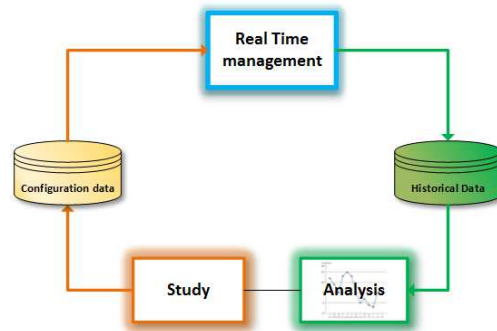 Real Time
management
Configuration data
Historical Data
Study
Analysis